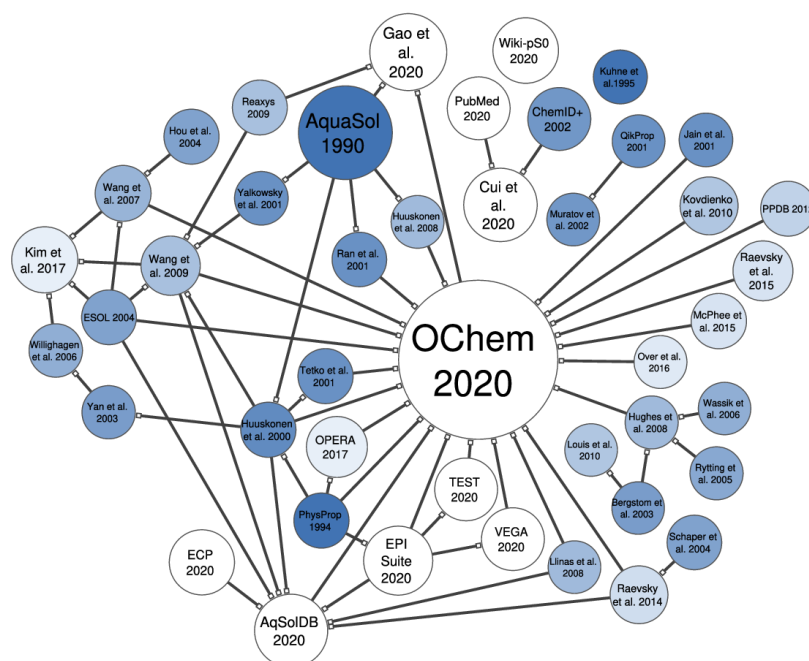 Gao et
al.
2020
Wiki-pS0
2020
Kuhne et
al.1995
Reaxys
2009
PubMed
2020
ChemID+
2002
AquaSol
1990
Hou et al.
2004
QikProp
2001
Jain et al.
2001
Wang et al.
2007
Yalkowsky
et al. 2001
Cui et
al.
2020
Kovdienko
et al. 2010
PPDB 201
Huuskonen
et al. 2008
Muratov et
al. 2002
Kim et
al. 2017
Wang et
al. 2009
Ran et al.
2001
Raevsky
et al.
2015
ESOL 2004
McPhee et
al. 2015
OChem
2020
Willighagen
et al. 2006
Over et al.
2016
Tetko et al.
2001
Yan et al.
2003
Huuskonen
et al. 2000
Hughes et
al. 2008
Wassik et
al. 2006
OPERA
2017
Louis et al.
2010
Rytting et
al. 2005
TEST
2020
Bergstom et
al. 2003
PhysProp
1994
VEGA
2020
Schaper et
al. 2004
ECP
2020
EPI
Suite
2020
Llinas et al.
2008
Raevsky
et al. 2014
AqSolDB
2020